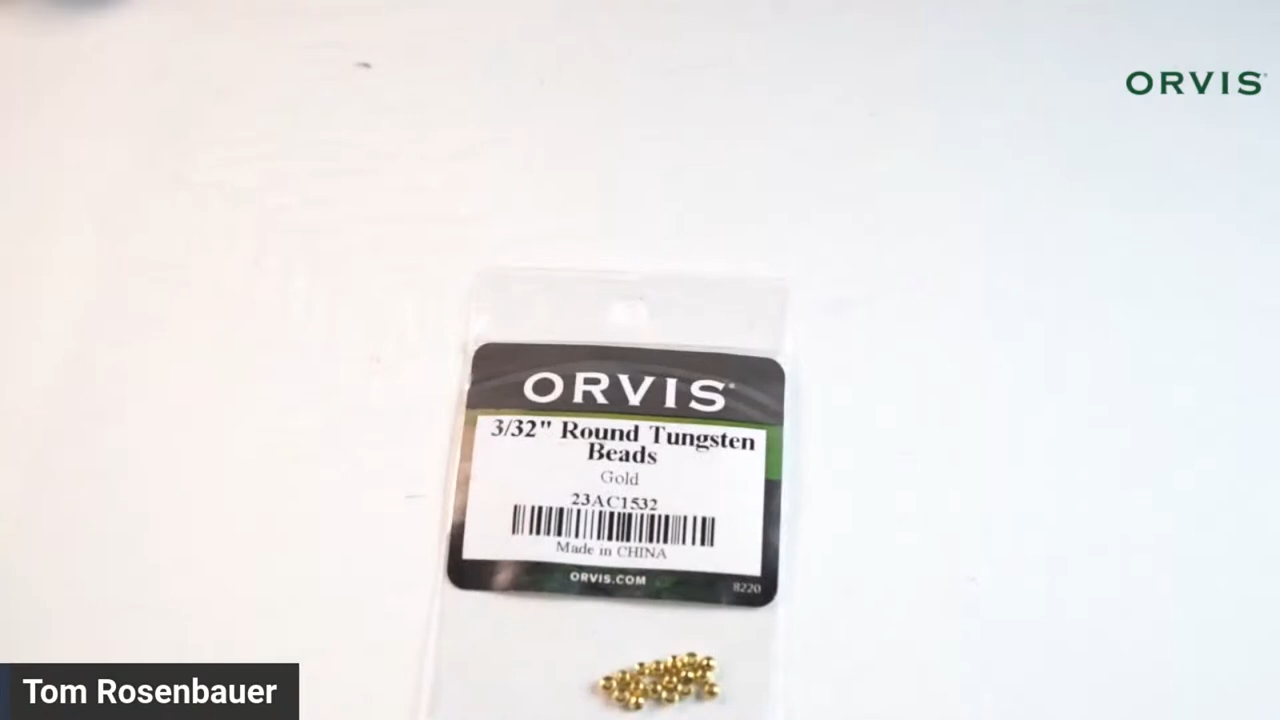 ORVIS
ORVIS
3/32" Round Tungsten
Beads
Gold
23AC1532
Made in CHINA
ORVIS.COM
8220
Tom Rosenbauer